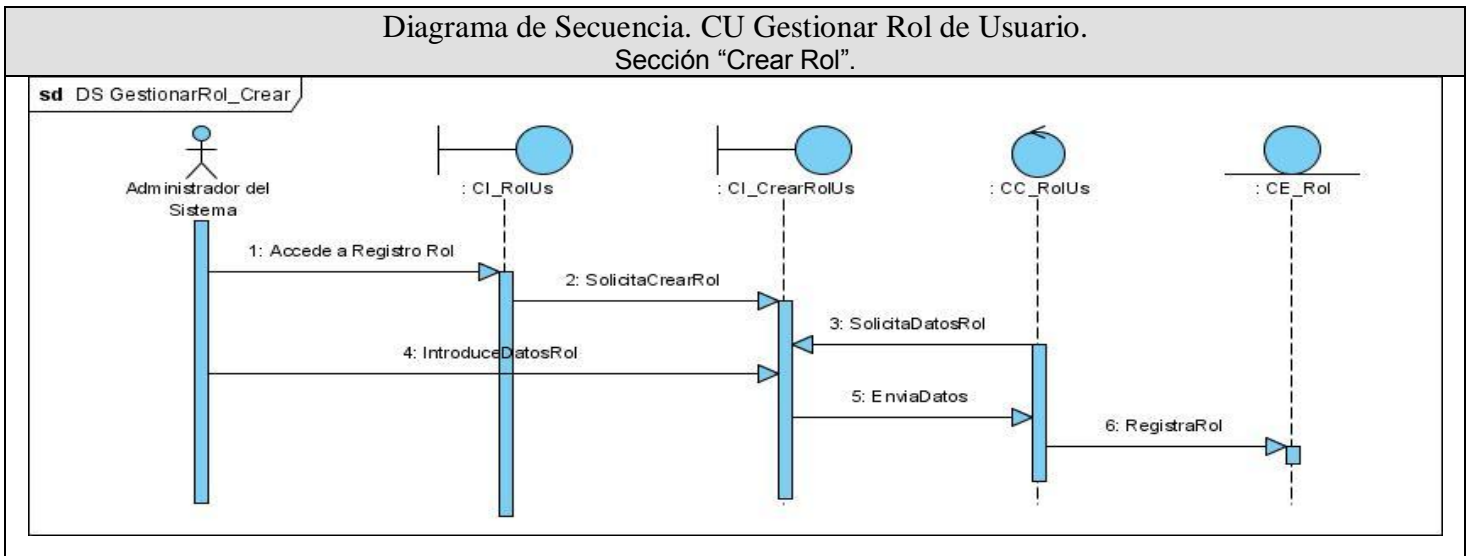 Diagrama de Secuencia. CU Gestionar Rol de Usuario.
Sección “Crear Rol”.
sd DS GestionarRol_Crear
Administrador del
Sistema
: CI_RolUs
: CI_CrearRolUs
: CC_RolUs
: CE_Rol
1: Accede a Registro Rol
2: SolicitaCrearRol
3: SolicitaDatosRol
4: IntroduceDatosRol
5: EnviaDatos
6: RegistraRol